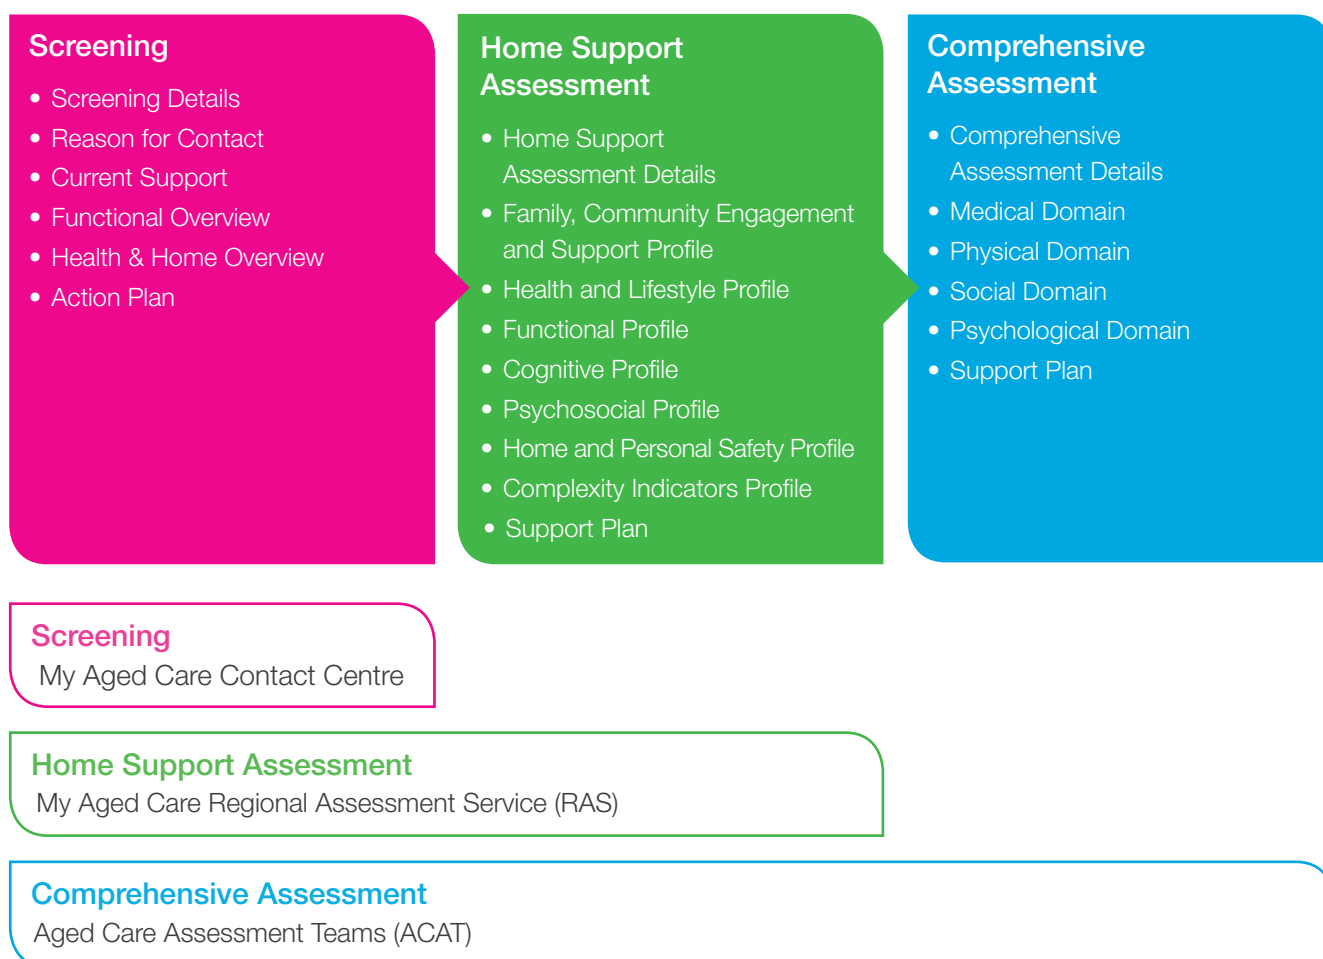 Screening
• Screening Details
• Reason for Contact
• Current Support
• Functional Overview
• Health & Home Overview
• Action Plan
Home Support
Assessment
• Home Support
Assessment Details
• Family, Community Engagement
and Support Profile
• Health and Lifestyle Profile
• Functional Profile
• Cognitive Profile
• Psychosocial Profile
• Home and Personal Safety Profile
• Complexity Indicators Profile
• Support Plan
Comprehensive
Assessment
• Comprehensive
Assessment Details
• Medical Domain
• Physical Domain
• Social Domain
• Psychological Domain
• Support Plan
Screening
My Aged Care Contact Centre
Home Support Assessment
My Aged Care Regional Assessment Service (RAS)
Comprehensive Assessment
Aged Care Assessment Teams (ACAT)